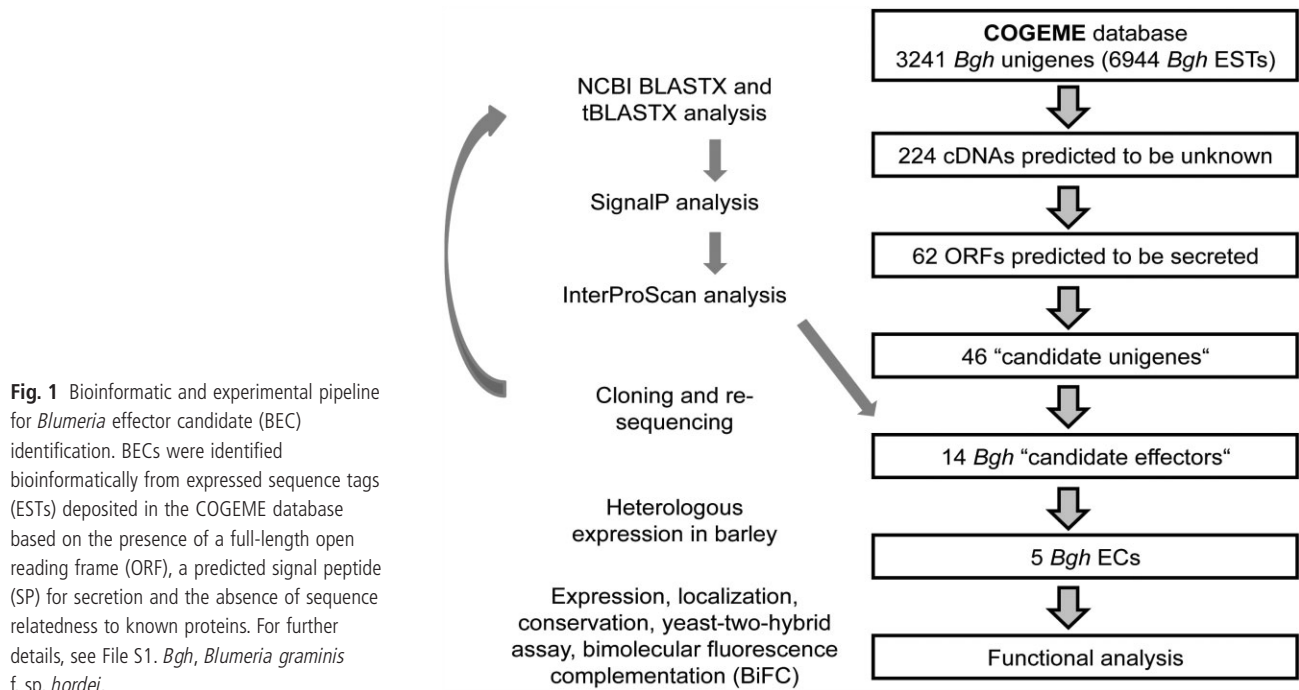 COGEME database
3241 Bgh unigenes (6944 Bgh ESTs)
NCBI BLASTX and
tBLASTX analysis
224 cDNAs predicted to be unknown
SignalP analysis
62 ORFs predicted to be secreted
InterProScan analysis
46 “candidate unigenes“
Cloning and re-
sequencing
14 Bgh “candidate effectors“
Heterologous
expression in barley
5 Bgh ECs
Expression, localization,
conservation, yeast-two-hybrid
assay, bimolecular fluorescence
complementation (BiFC)
Functional analysis
Fig. 1 Bioinformatic and experimental pipeline
for Blumeria effector candidate (BEC)
identification. BECs were identified
bioinformatically from expressed sequence tags
(ESTs) deposited in the COGEME database
based on the presence of a full-length open
reading frame (ORF), a predicted signal peptide
(SP) for secretion and the absence of sequence
relatedness to known proteins. For further
details, see File S1. Bgh, Blumeria graminis
f. sp. hordei